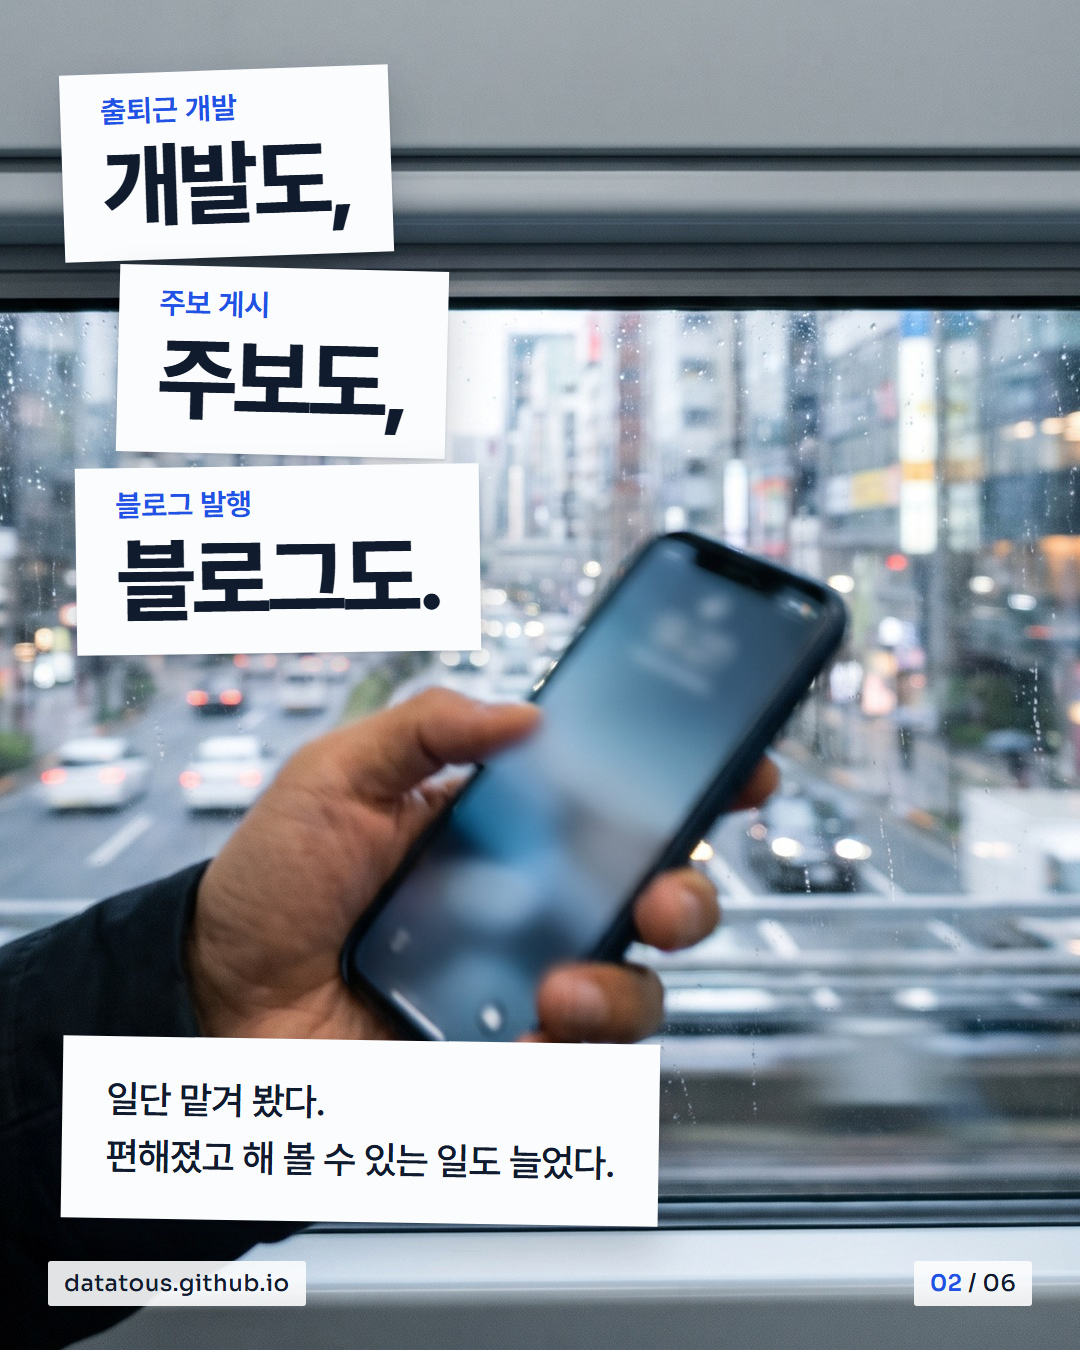 출퇴근 개발
개발도,
주보 게시
주보도,
블로그 발행
블로그도.
일단 맡겨 봤다.
편해졌고 해 볼 수 있는 일도 늘었다.
datatous.github.io
02 / 06